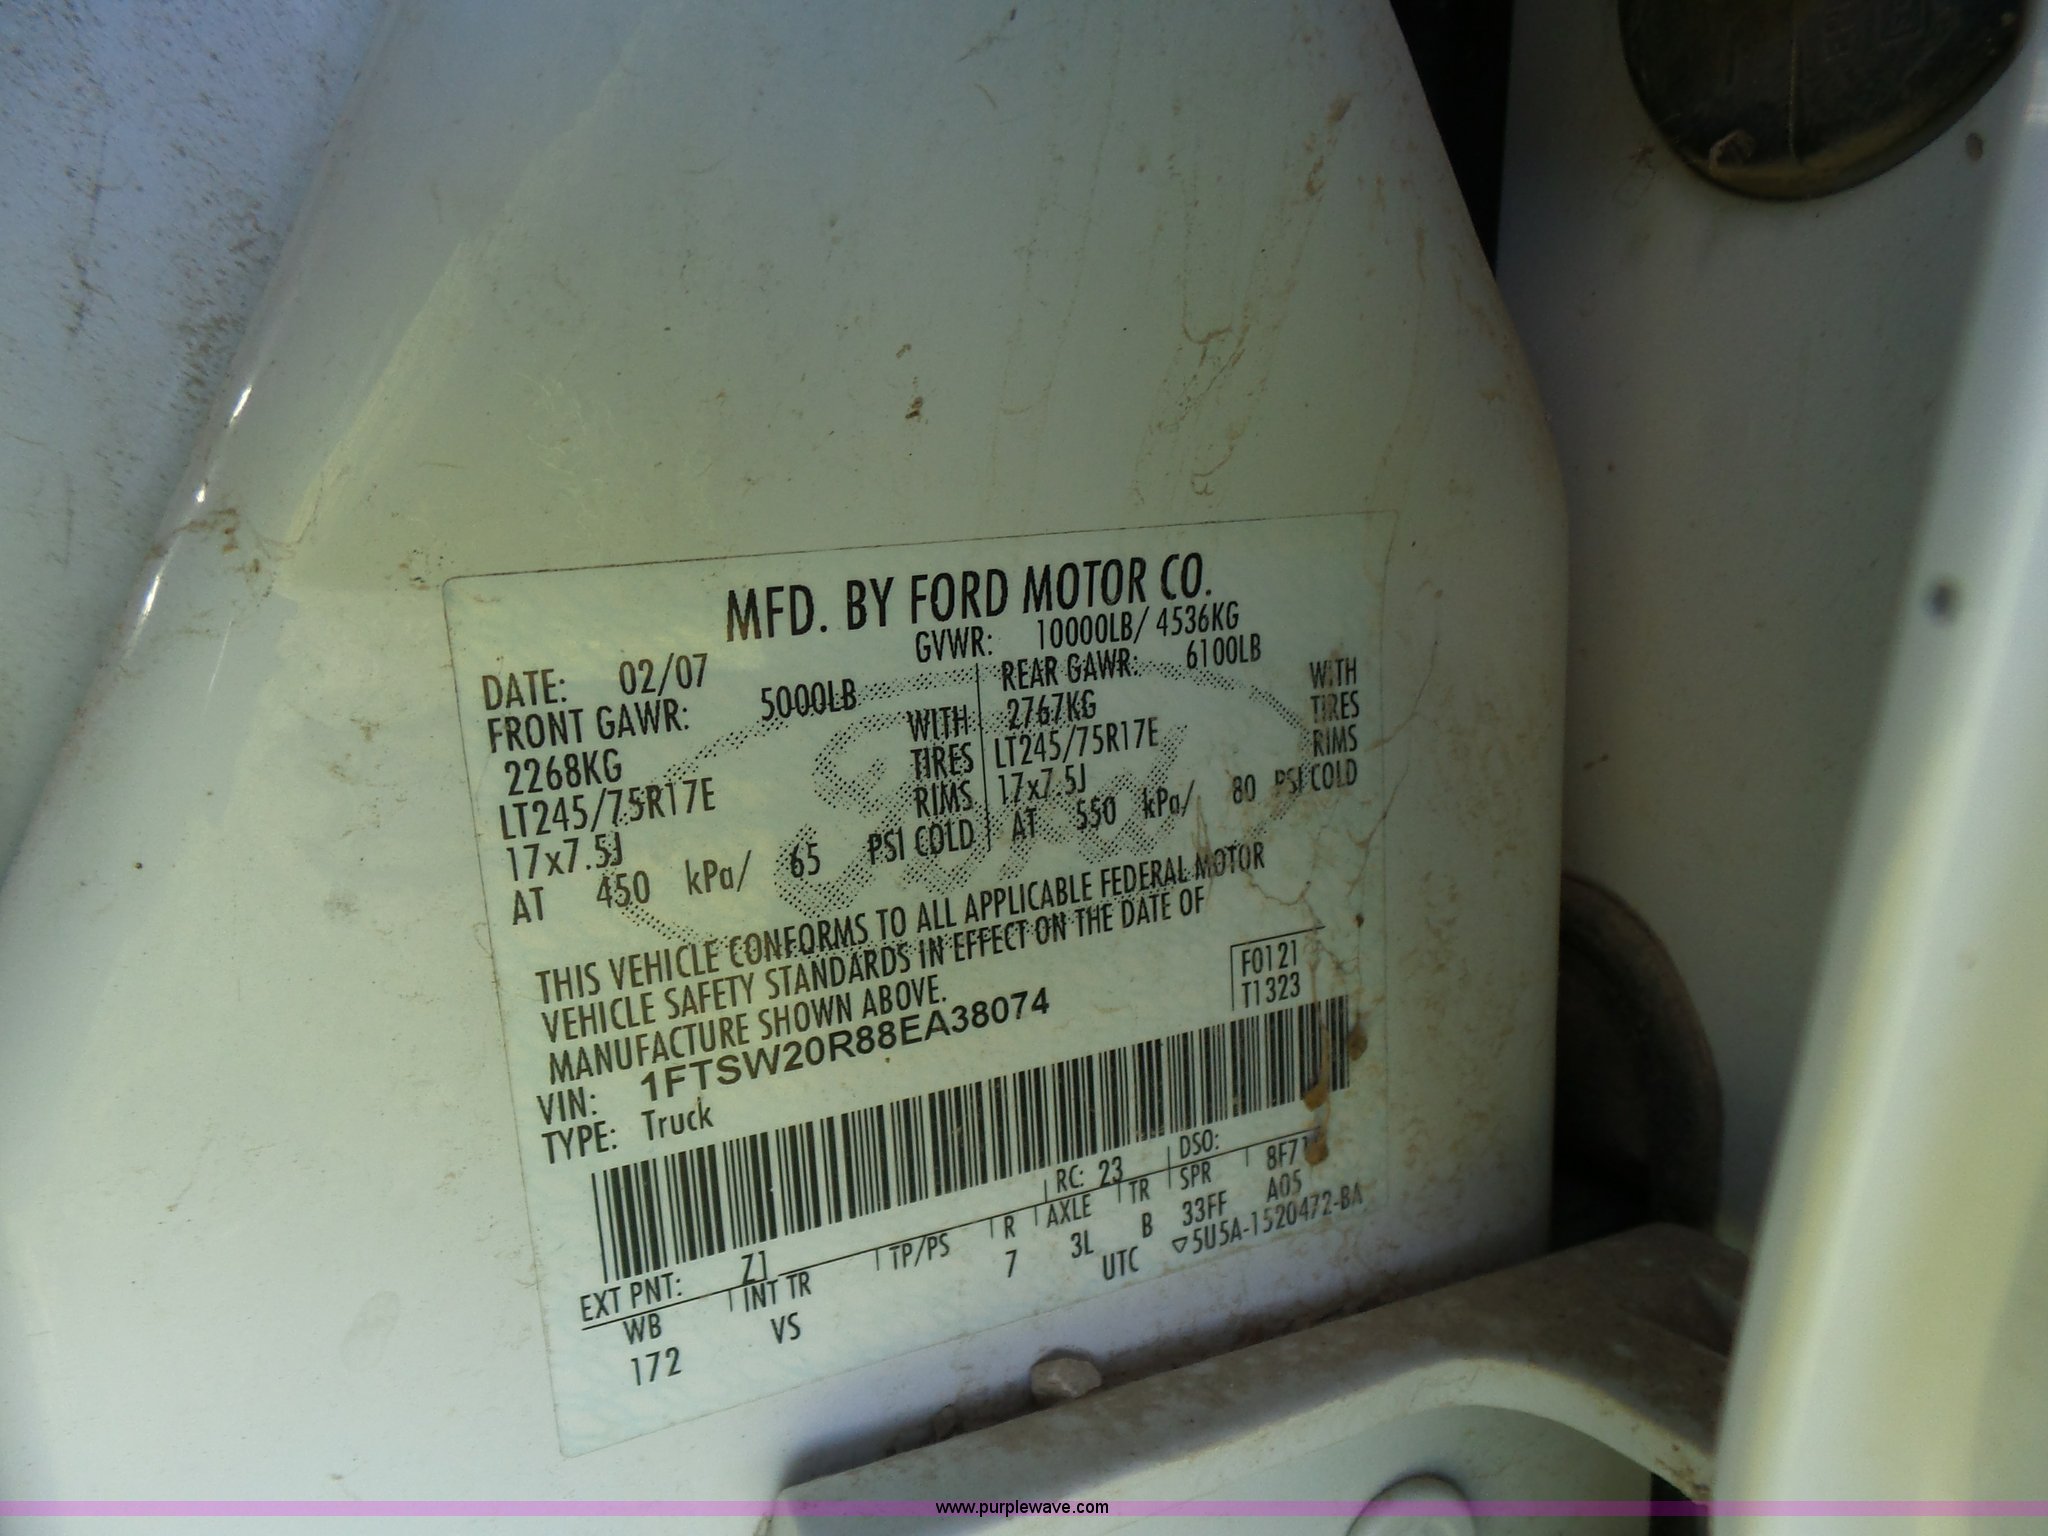 MFD. BY FORD MOTOR CO.
DATE: 02/07 GVWR: 10000LB/ 4536KG
FRONT GAWR: 5000LB REAR GAWR: 6100LB
2268KG WITH 2767KG WITH
LT245/75R17E TIRES LT245/75R17E TIRES
17x7.5J RIMS 17x7.5J RIMS
AT 450 kPa/ 65 PSI COLD AT 550 kPa/ 80 PSI COLD
THIS VEHICLE CONFORMS TO ALL APPLICABLE FEDERAL MOTOR
VEHICLE SAFETY STANDARDS IN EFFECT ON THE DATE OF
MANUFACTURE SHOWN ABOVE.
F0121
T1323
VIN: 1FTSW20R88EA38074
TYPE: Truck
EXT PNT: Z1 RC: 23 DSO:
WB INT TR TP/PS R AXLE TR SPR
172 VS 7 3L B 33FF A05
UTC ▽5U5A-1520472-BA
www.purplewave.com